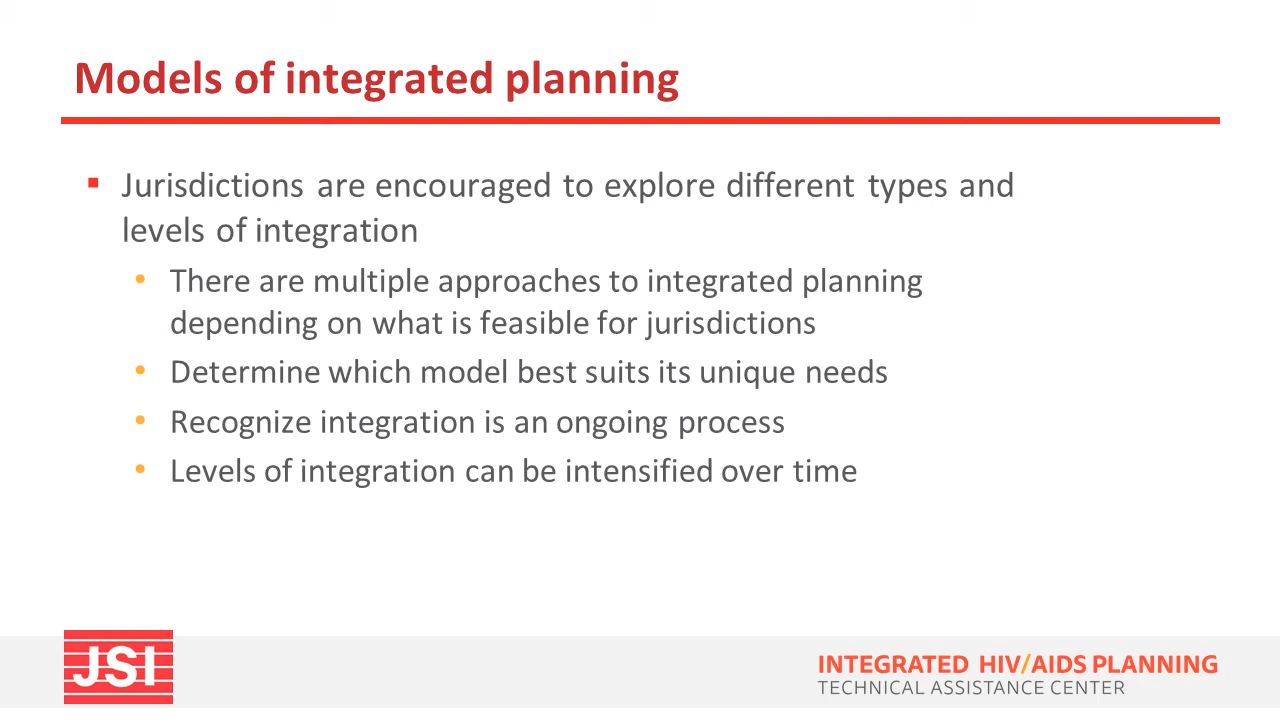 Models of integrated planning
Jurisdictions are encouraged to explore different types and
levels of integration
There are multiple approaches to integrated planning
depending on what is feasible for jurisdictions
Determine which model best suits its unique needs
Recognize integration is an ongoing process
Levels of integration can be intensified over time
JSI
INTEGRATED HIV/AIDS PLANNING
TECHNICAL ASSISTANCE CENTER